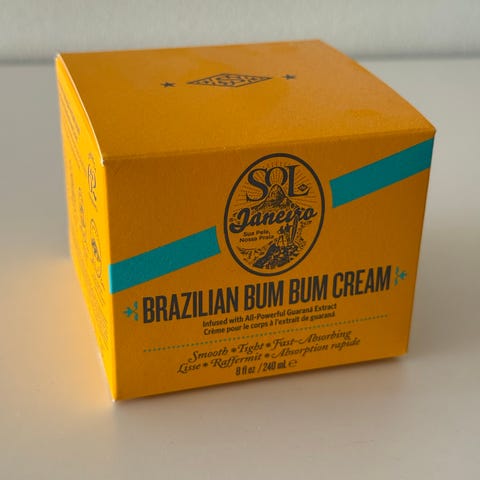 SOL
de
Janeiro
Sua Pele,
Nossa Praia
BRAZILIAN BUM BUM CREAM
Infused with All-Powerful Guaraná Extract
Crème pour le corps à l'extrait de guaraná
Smooth • Tight • Fast-Absorbing
Lisse • Raffermit • Absorption rapide
8 fl oz / 240 mL ℮